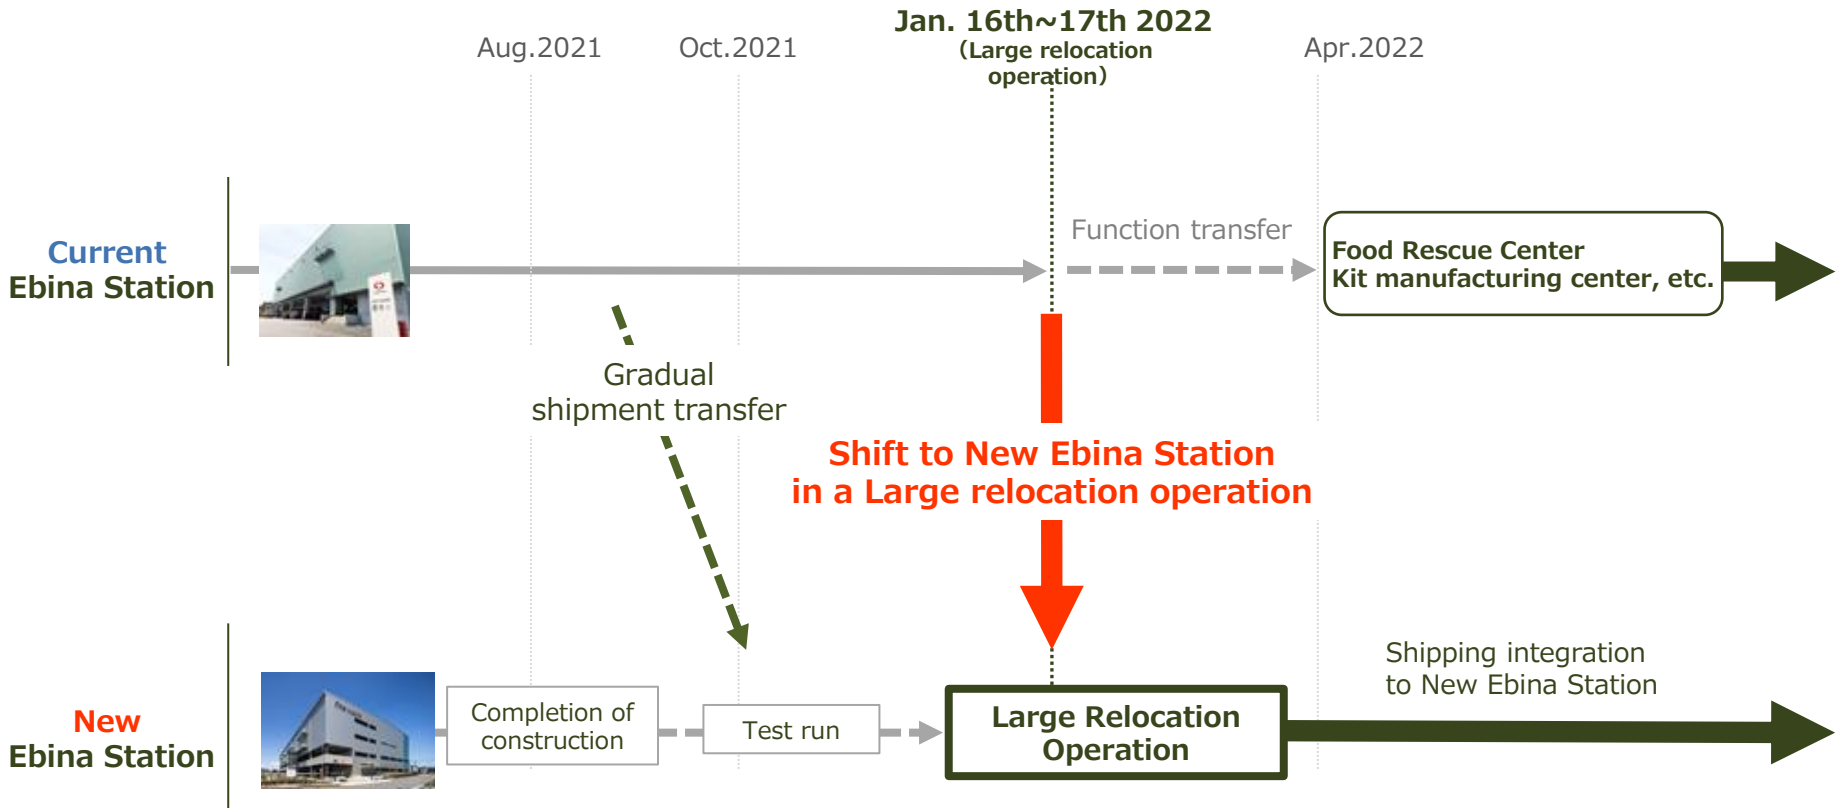 Aug.2021
Oct.2021
Jan. 16th~17th 2022
(Large relocation
operation)
Apr.2022
Current
Ebina Station
Function transfer
Food Rescue Center
Kit manufacturing center, etc.
Gradual
shipment transfer
Shift to New Ebina Station
in a Large relocation operation
New
Ebina Station
Completion of
construction
Test run
Large Relocation
Operation
Shipping integration
to New Ebina Station